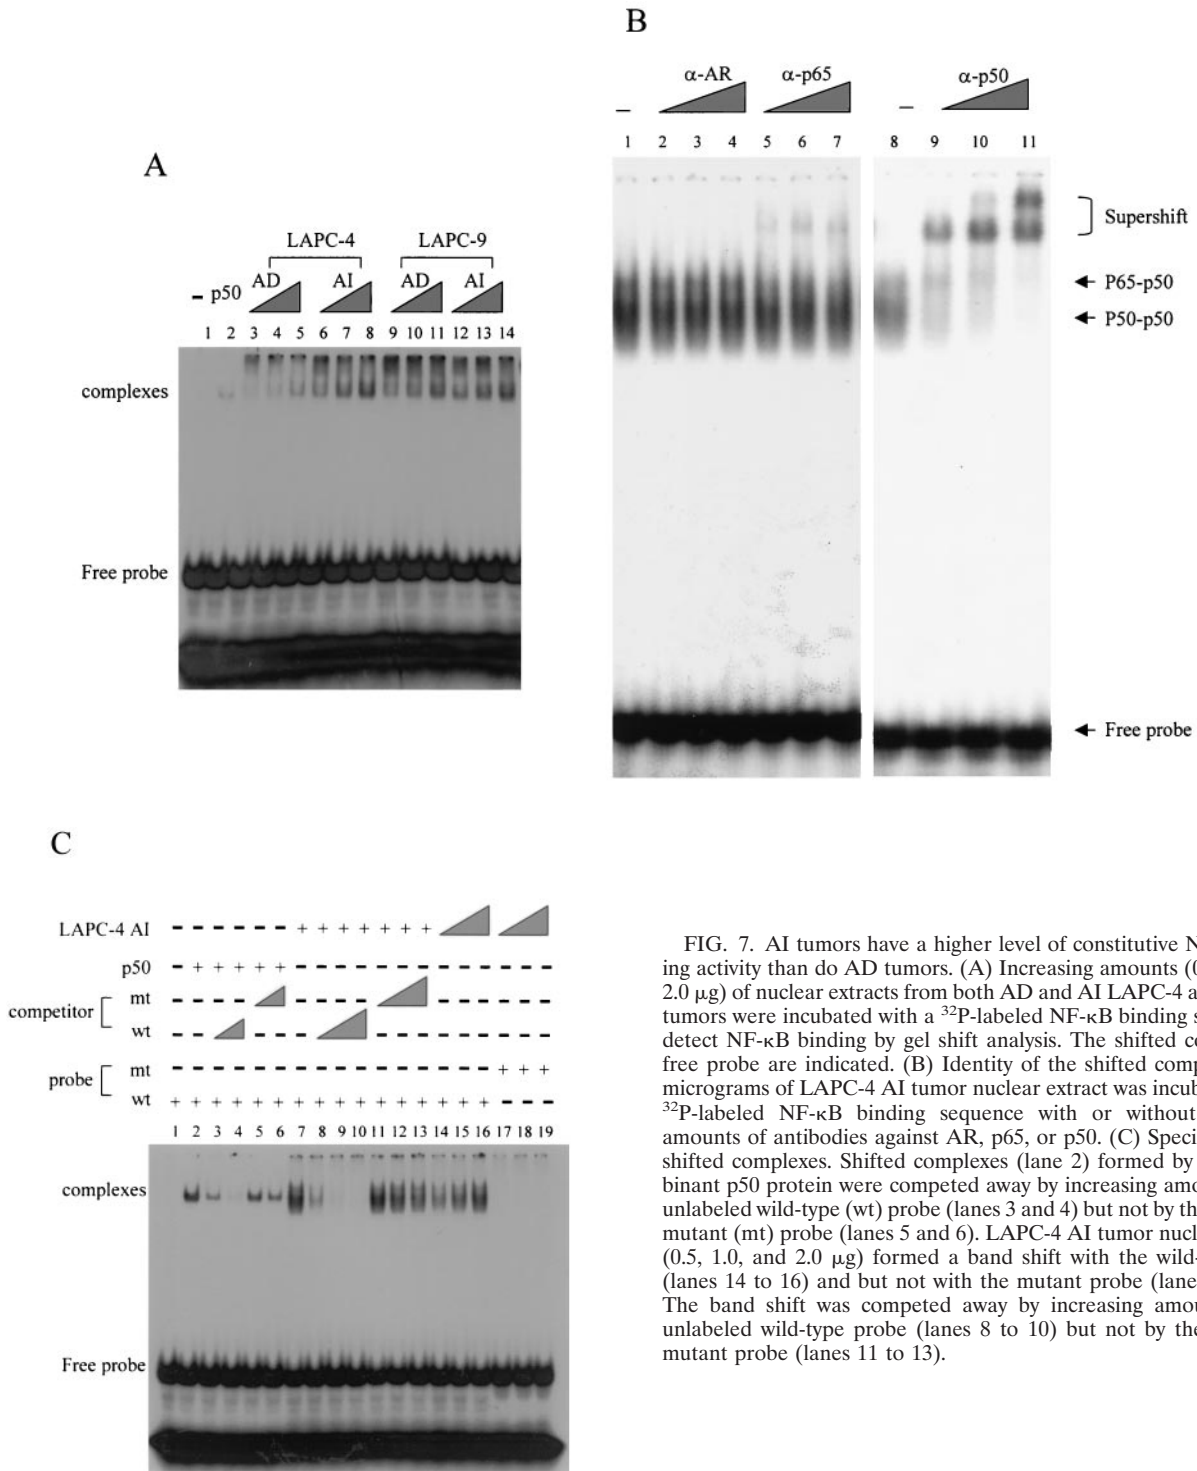 B
α-AR α-p65 α-p50
– –
1 2 3 4 5 6 7 8 9 10 11
Supershift
P65-p50
P50-p50
Free probe
A
LAPC-4 LAPC-9
– p50 AD AI AD AI
1 2 3 4 5 6 7 8 9 10 11 12 13 14
complexes
Free probe
C
LAPC-4 AI – – – – – – + + + + + + +
p50 – + + + + + – – – – – – – – – – – – –
competitor
mt – – – – – – – – – – – – – –
wt – – – – – – – – – – – – – –
probe
mt – – – – – – – – – – – – – – – – + + +
wt + + + + + + + + + + + + + + + + – – –
1 2 3 4 5 6 7 8 9 10 11 12 13 14 15 16 17 18 19
complexes
Free probe
FIG. 7. AI tumors have a higher level of constitutive N
ing activity than do AD tumors. (A) Increasing amounts (0
2.0 μg) of nuclear extracts from both AD and AI LAPC-4 a
tumors were incubated with a ³²P-labeled NF-κB binding s
detect NF-κB binding by gel shift analysis. The shifted co
free probe are indicated. (B) Identity of the shifted comp
micrograms of LAPC-4 AI tumor nuclear extract was incub
³²P-labeled NF-κB binding sequence with or without
amounts of antibodies against AR, p65, or p50. (C) Speci
shifted complexes. Shifted complexes (lane 2) formed by
binant p50 protein were competed away by increasing amo
unlabeled wild-type (wt) probe (lanes 3 and 4) but not by the
mutant (mt) probe (lanes 5 and 6). LAPC-4 AI tumor nucl
(0.5, 1.0, and 2.0 μg) formed a band shift with the wild-
(lanes 14 to 16) and but not with the mutant probe (lane
The band shift was competed away by increasing amou
unlabeled wild-type probe (lanes 8 to 10) but not by the
mutant probe (lanes 11 to 13).